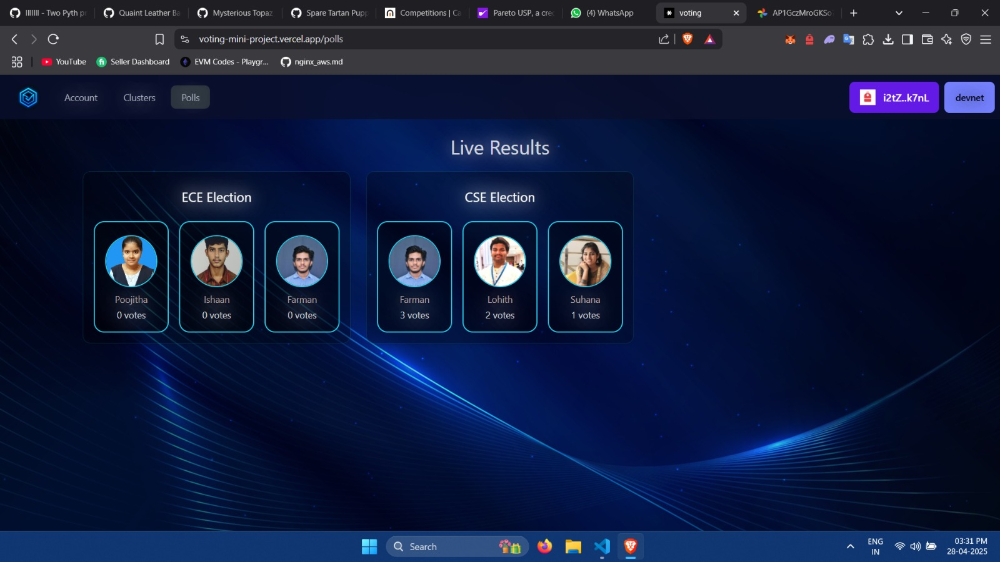 IIIIIII - Two Pyth pr
Quaint Leather Ba
Mysterious Topaz
Spare Tartan Pupp
Competitions | Ca
Pareto USP, a cred
(4) WhatsApp
voting
AP1GczMroGKSo
voting-mini-project.vercel.app/polls
YouTube
Seller Dashboard
EVM Codes - Playgr...
nginx_aws.md
Account
Clusters
Polls
i2tZ..k7nL
devnet
Live Results
ECE Election
Poojitha
0 votes
Ishaan
0 votes
Farman
0 votes
CSE Election
Farman
3 votes
Lohith
2 votes
Suhana
1 votes
Search
ENG
IN
03:31 PM
28-04-2025